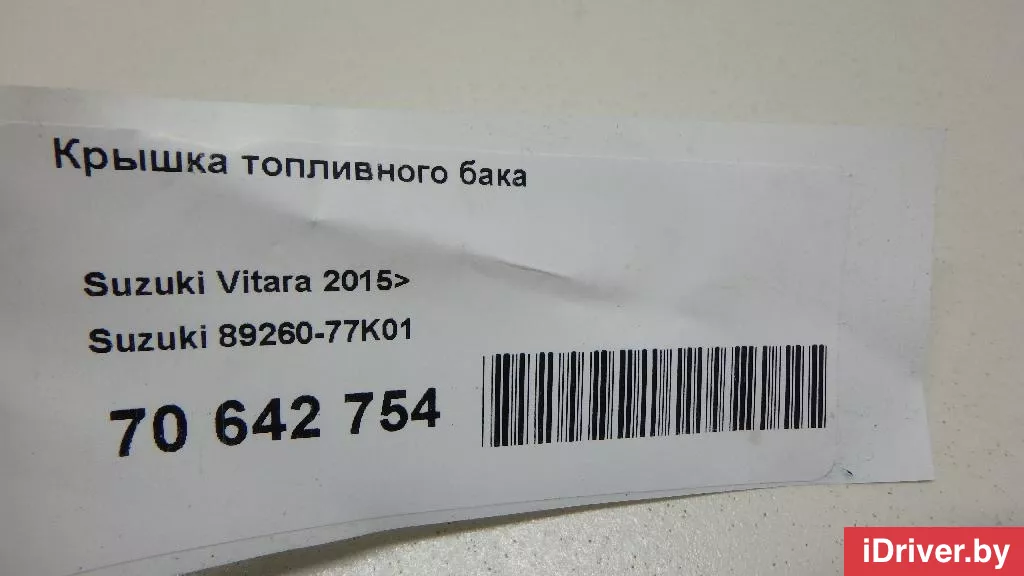 Крышка топливного бака
Suzuki Vitara 2015>
Suzuki 89260-77K01
70 642 754
iDriver.by